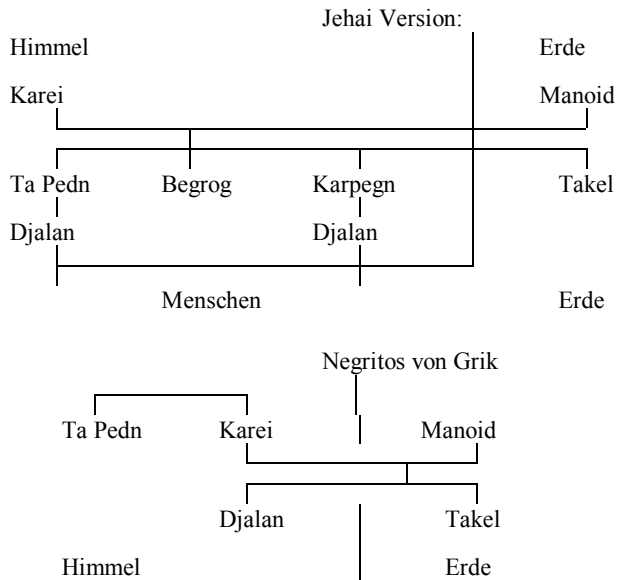 Jehai Version:
Himmel Erde
Karei Manoid
Ta Pedn Begrog Karpegn Takel
Djalan Djalan
Menschen Erde
Negritos von Grik
Ta Pedn Karei Manoid
Djalan Takel
Himmel Erde